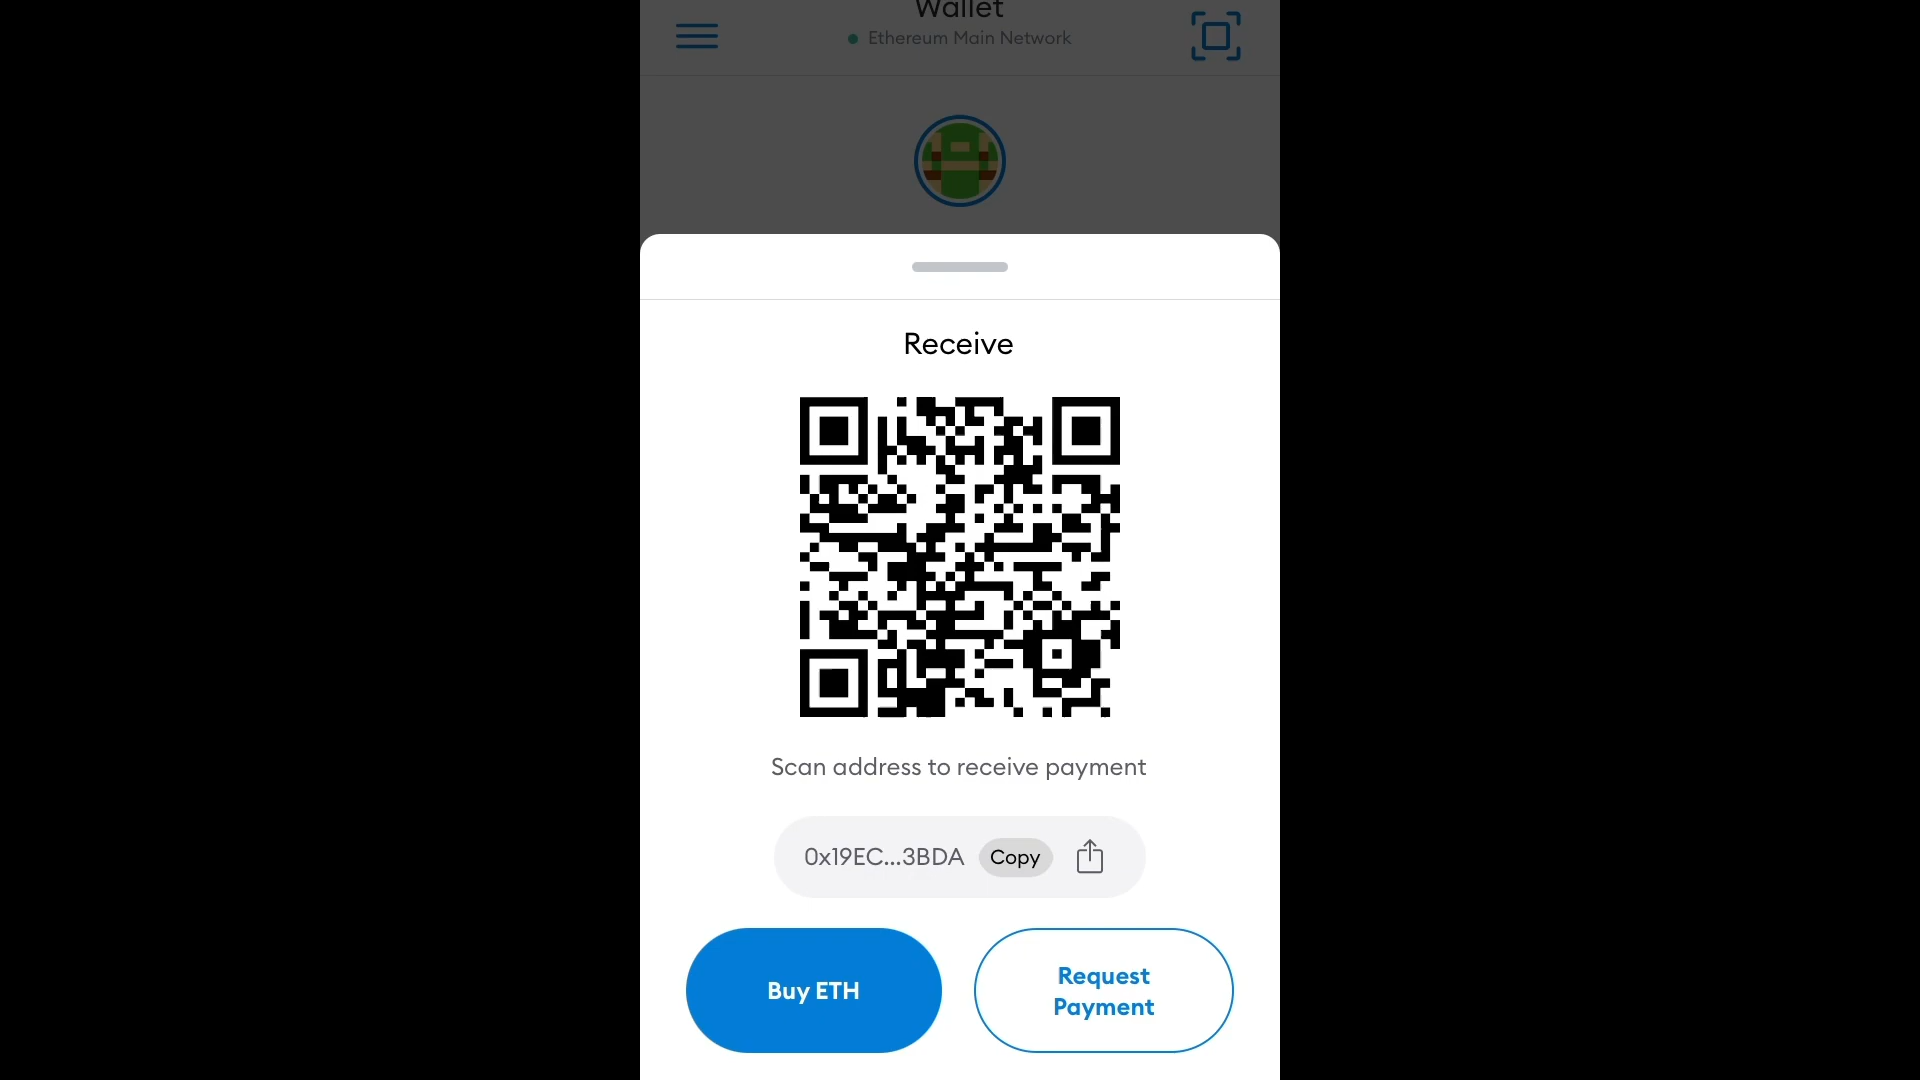 Wallet
Ethereum Main Network
Receive
Scan address to receive payment
0x19EC...3BDA Copy
Buy ETH
Request
Payment